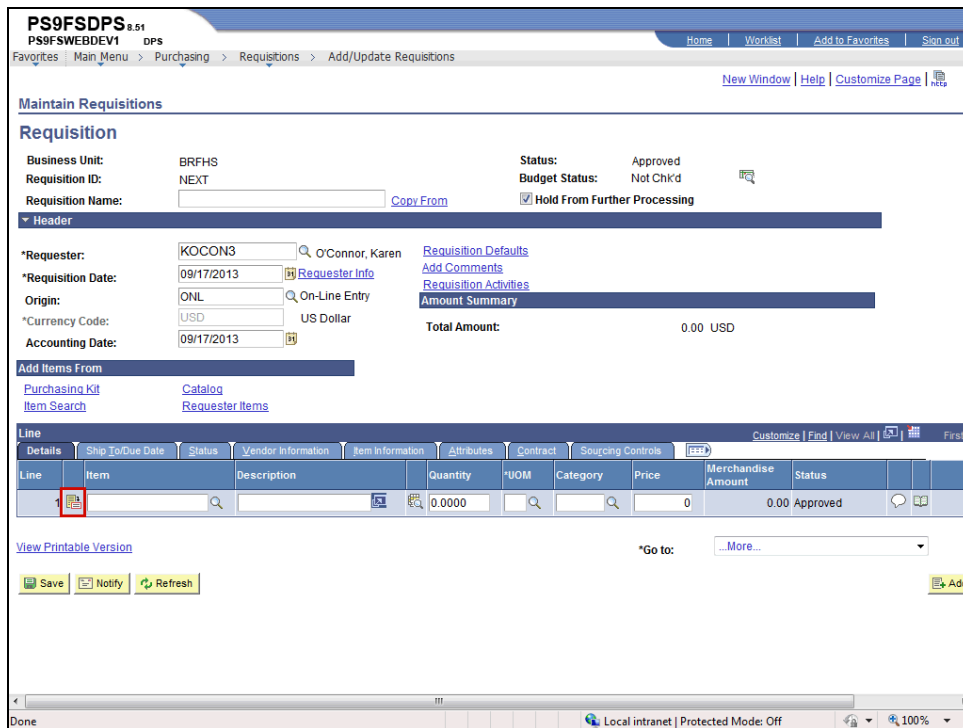 PS9FSDPS 8.51
PS9FSWEBDEV1 DPS
Home | Worklist | Add to Favorites | Sign out
Favorites Main Menu > Purchasing > Requisitions > Add/Update Requisitions
New Window | Help | Customize Page | http
Maintain Requisitions
Requisition
Business Unit: BRFHS Status: Approved
Requisition ID: NEXT Budget Status: Not Chk'd
Requisition Name: Copy From Hold From Further Processing
Header
*Requester: KOCON3 O'Connor, Karen Requisition Defaults
*Requisition Date: 09/17/2013 Requester Info Add Comments
Requisition Activities
Origin: ONL On-Line Entry Amount Summary
*Currency Code: USD US Dollar
Total Amount: 0.00 USD
Accounting Date: 09/17/2013
Add Items From
Purchasing Kit Catalog
Item Search Requester Items
Line Customize | Find | View All | First
Details Ship To/Due Date Status Vendor Information Item Information Attributes Contract Sourcing Controls
Line Item Description Quantity *UOM Category Price Merchandise Amount Status
1 0.0000 0 0.00 Approved
View Printable Version *Go to: ...More...
Save Notify Refresh Add
Done Local intranet | Protected Mode: Off 100%